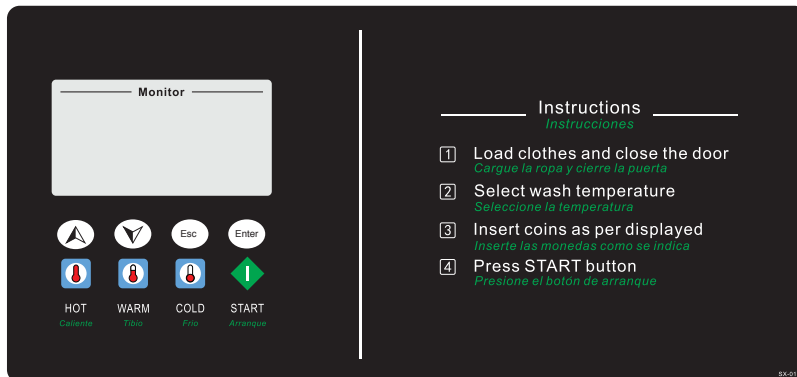 Monitor
Esc Enter
HOT WARM COLD START
Caliente Tibio Frio Arranque
Instructions
Instrucciones
1 Load clothes and close the door
Cargue la ropa y cierre la puerta
2 Select wash temperature
Seleccione la temperatura
3 Insert coins as per displayed
Inserte las monedas como se indica
4 Press START button
Presione el botón de arranque
SX-01